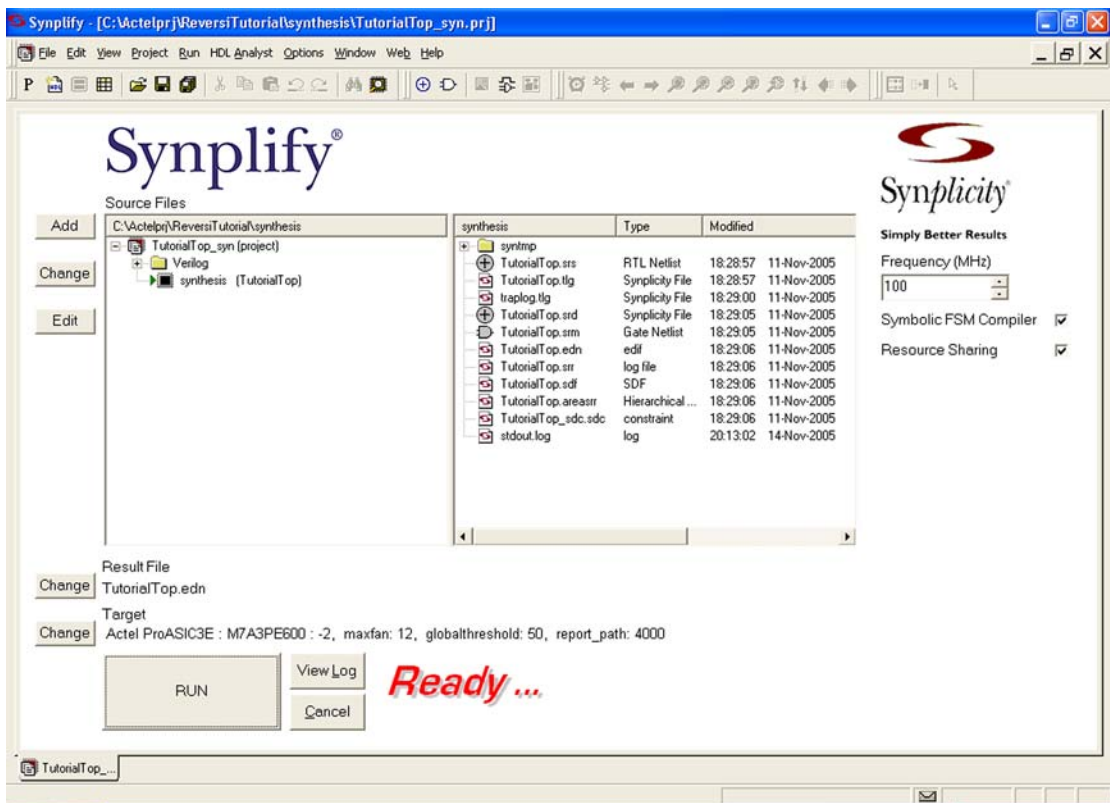 Synplify - [C:\Actelprj\ReversiTutorial\synthesis\TutorialTop_syn.prj]
File Edit View Project Run HDL Analyst Options Window Web Help
P
Synplify®
Synplicity®
Simply Better Results
Source Files
Add
Change
Edit
C:\Actelprj\ReversiTutorial\synthesis
TutorialTop_syn (project)
Verilog
synthesis (TutorialTop)
synthesis Type Modified
syntmp
TutorialTop.srs RTL Netlist 18:28:57 11-Nov-2005
TutorialTop.tlg Synplicity File 18:28:57 11-Nov-2005
traplog.tlg Synplicity File 18:29:00 11-Nov-2005
TutorialTop.srd Synplicity File 18:29:05 11-Nov-2005
TutorialTop.srm Gate Netlist 18:29:05 11-Nov-2005
TutorialTop.edn edif 18:29:06 11-Nov-2005
TutorialTop.srr log file 18:29:06 11-Nov-2005
TutorialTop.sdf SDF 18:29:06 11-Nov-2005
TutorialTop.areasrr Hierarchical ... 18:29:06 11-Nov-2005
TutorialTop_sdc.sdc constraint 18:29:06 11-Nov-2005
stdout.log log 20:13:02 14-Nov-2005
Frequency (MHz)
100
Symbolic FSM Compiler
Resource Sharing
Result File
Change
TutorialTop.edn
Target
Change
Actel ProASIC3E : M7A3PE600 : -2, maxfan: 12, globalthreshold: 50, report_path: 4000
RUN
View Log
Cancel
Ready ...
TutorialTop_...